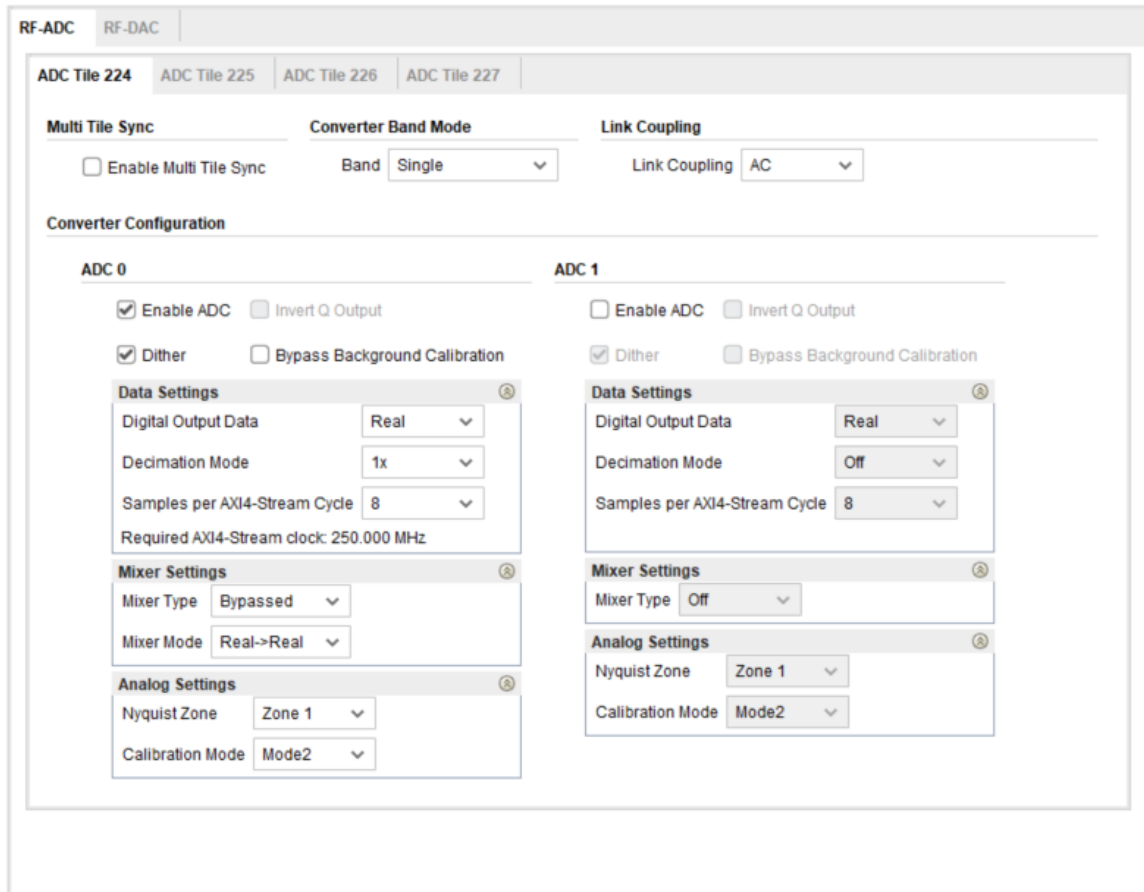 RF-ADC RF-DAC
ADC Tile 224 ADC Tile 225 ADC Tile 226 ADC Tile 227
Multi Tile Sync Converter Band Mode Link Coupling
Enable Multi Tile Sync Band Single Link Coupling AC
Converter Configuration
ADC 0 ADC 1
Enable ADC Invert Q Output Enable ADC Invert Q Output
Dither Bypass Background Calibration Dither Bypass Background Calibration
Data Settings Data Settings
Digital Output Data Real Digital Output Data Real
Decimation Mode 1x Decimation Mode Off
Samples per AXI4-Stream Cycle 8 Samples per AXI4-Stream Cycle 8
Required AXI4-Stream clock: 250.000 MHz
Mixer Settings Mixer Settings
Mixer Type Bypassed Mixer Type Off
Mixer Mode Real->Real
Analog Settings Analog Settings
Nyquist Zone Zone 1 Nyquist Zone Zone 1
Calibration Mode Mode2 Calibration Mode Mode2